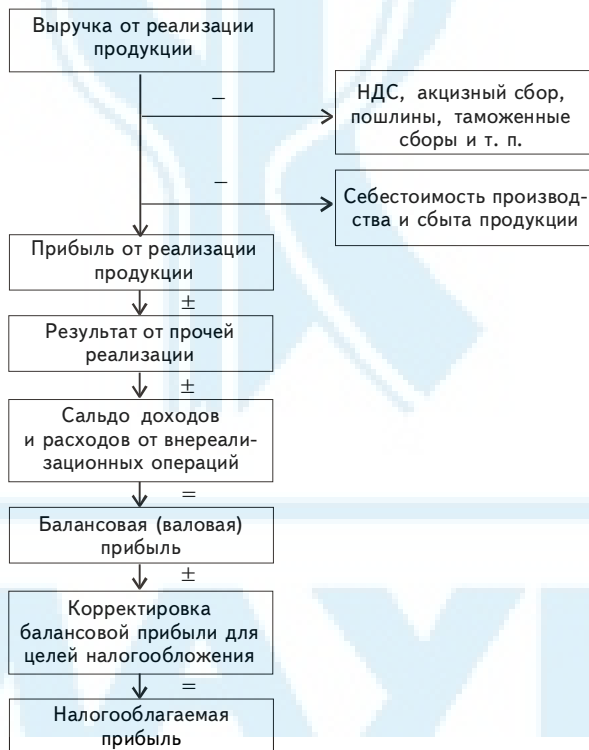 Выручка от реализации
продукции
–
НДС, акцизный сбор,
пошлины, таможенные
сборы и т. п.
–
Себестоимость производ-
ства и сбыта продукции
Прибыль от реализации
продукции
±
Результат от прочей
реализации
±
Сальдо доходов
и расходов от внереали-
зационных операций
=
Балансовая (валовая)
прибыль
±
Корректировка
балансовой прибыли для
целей налогообложения
=
Налогооблагаемая
прибыль